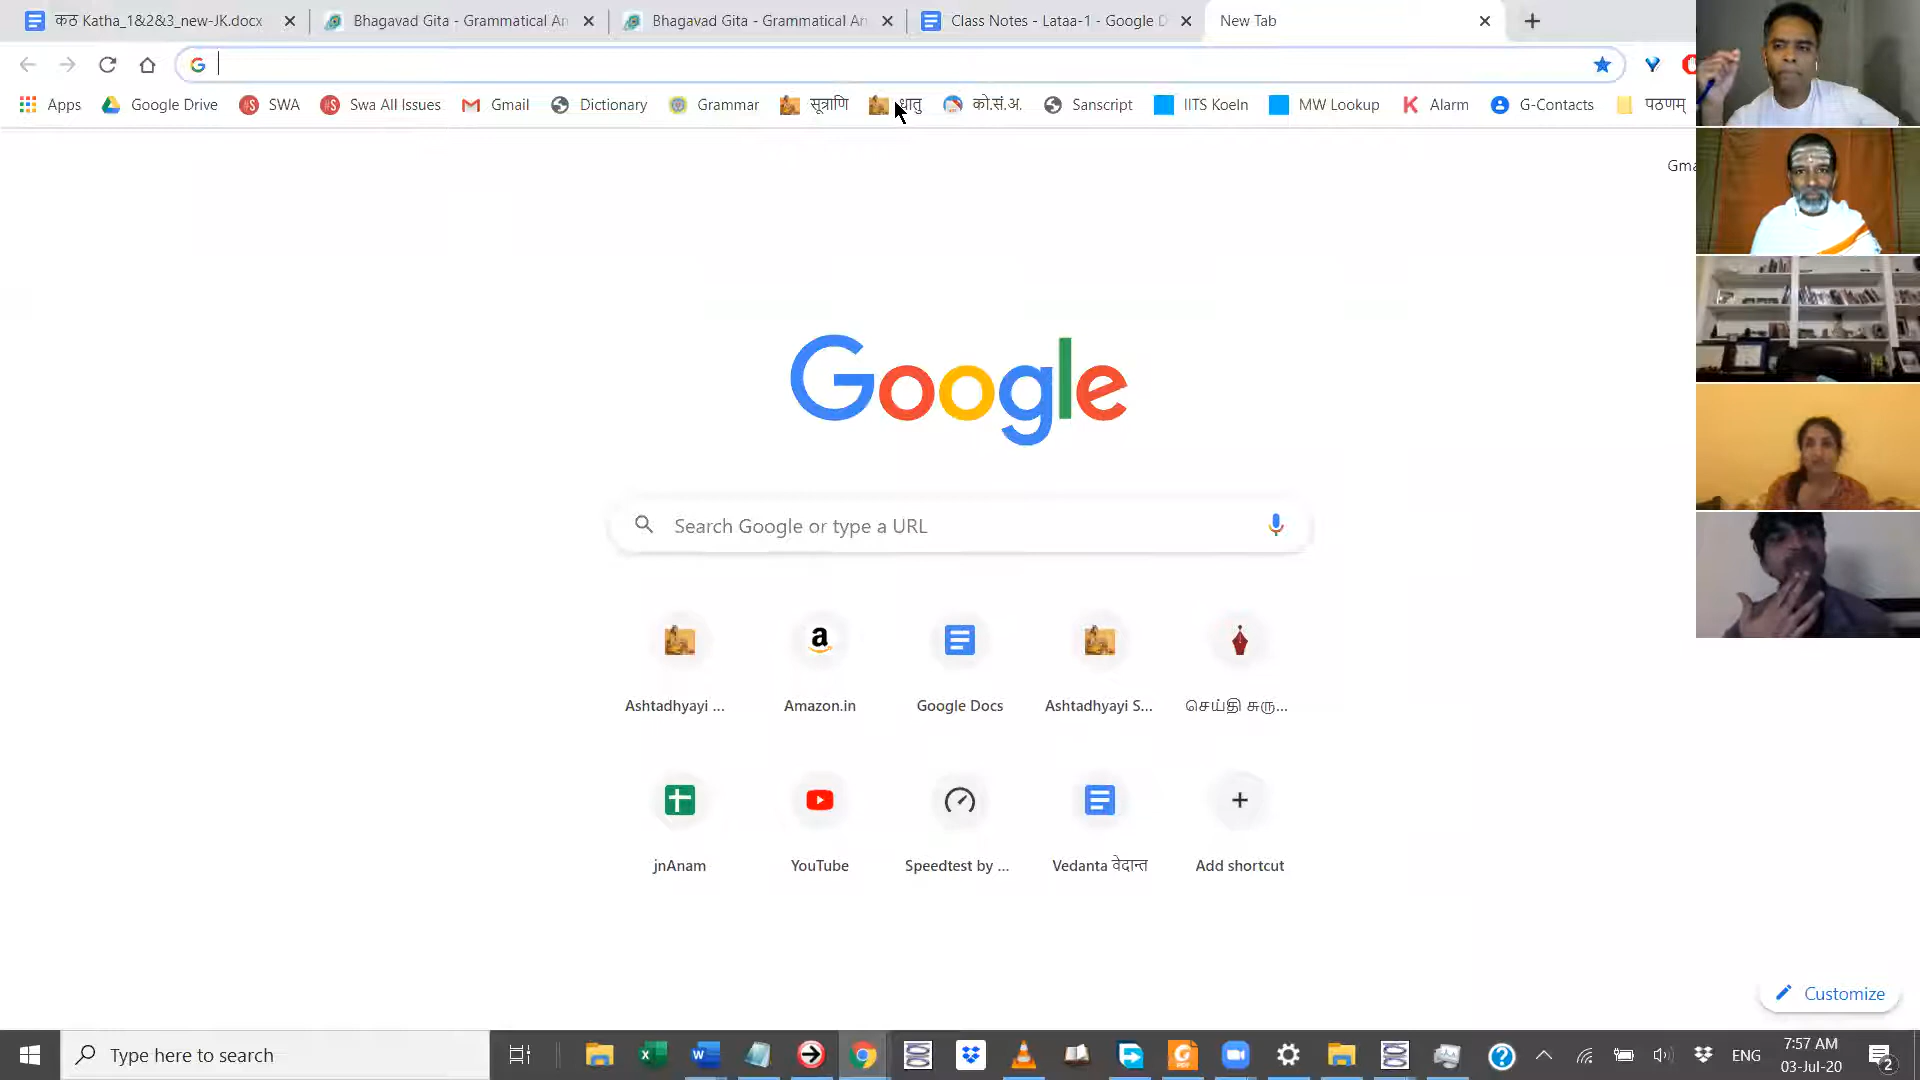 कठ Katha_1&2&3_new-JK.docx
Bhagavad Gita - Grammatical An
Bhagavad Gita - Grammatical An
Class Notes - Lataa-1 - Google D
New Tab
Apps
Google Drive
SWA
Swa All Issues
Gmail
Dictionary
Grammar
सूत्राणि
धातु
को.सं.अ.
Sanscript
IITS Koeln
MW Lookup
Alarm
G-Contacts
पठणम्
Gma
Google
Search Google or type a URL
Ashtadhyayi ...
Amazon.in
Google Docs
Ashtadhyayi S...
செய்தி சுரு...
jnAnam
YouTube
Speedtest by ...
Vedanta वेदान्त
Add shortcut
Customize
Type here to search
ENG
7:57 AM
03-Jul-20
2